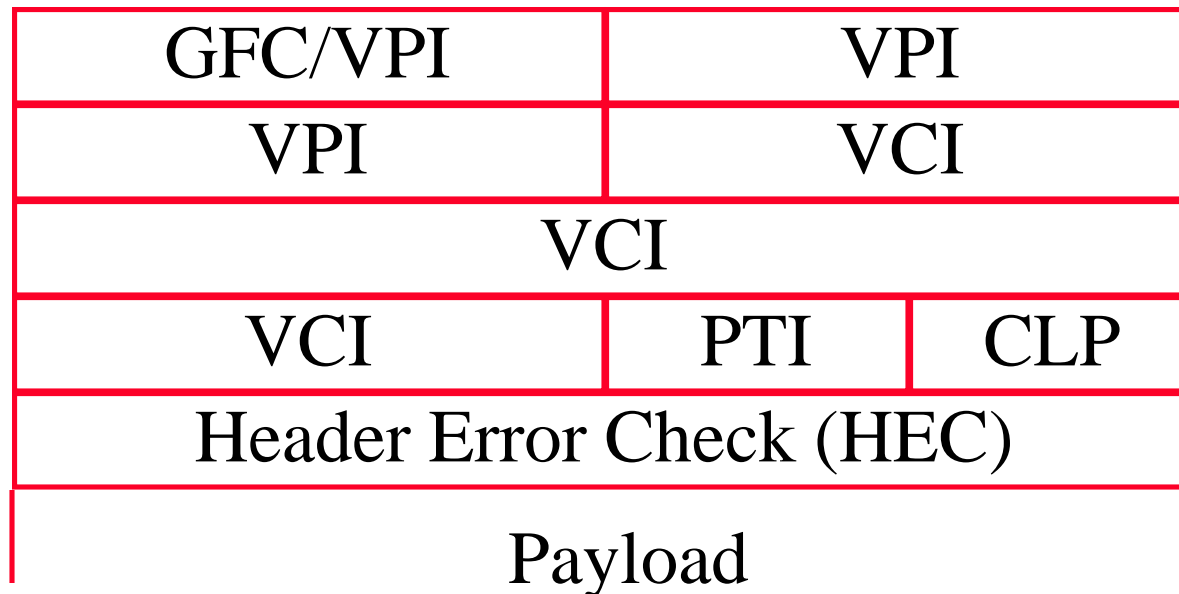 GFC/VPI VPI
VPI VCI
VCI
VCI PTI CLP
Header Error Check (HEC)
Payload